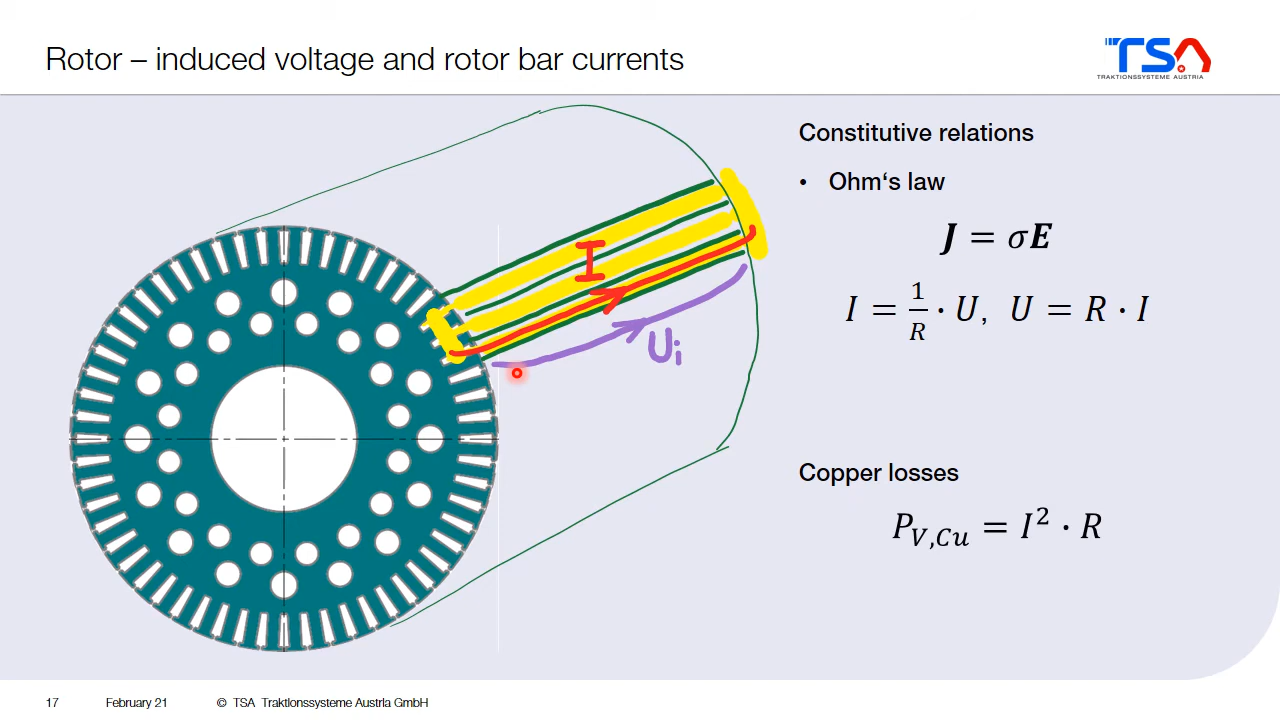 Rotor – induced voltage and rotor bar currents
TSA
TRAKTIONSSYSTEME AUSTRIA
Constitutive relations
• Ohm‘s law
J = σE
I = 1/R · U, U = R · I
I
Ui
Copper losses
P_{V,Cu} = I² · R
17 February 21 © TSA Traktionssysteme Austria GmbH